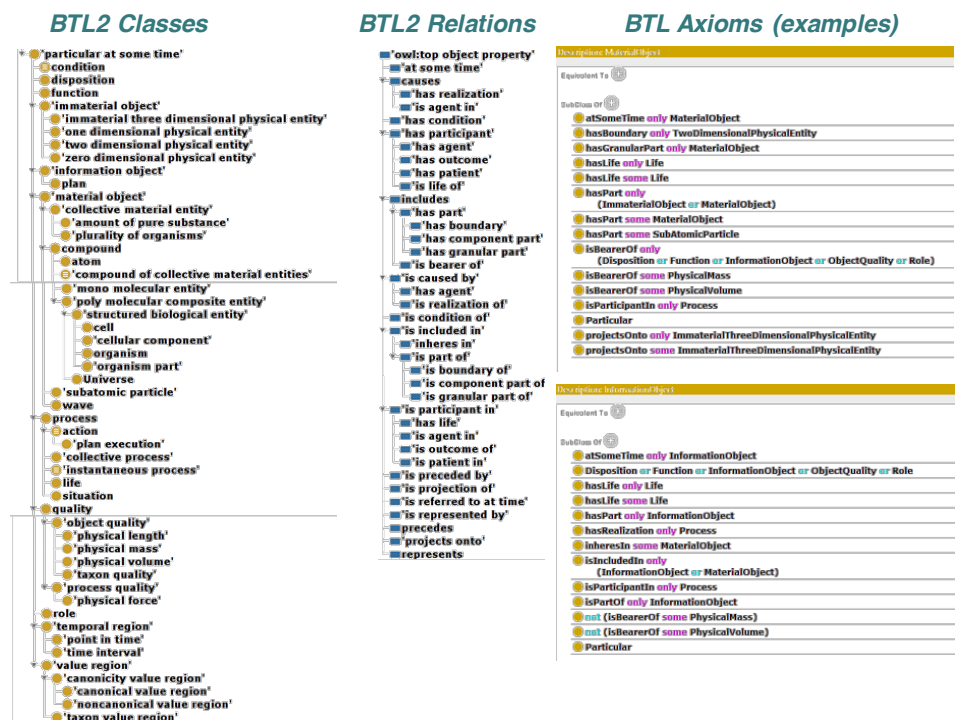 BTL2 Classes
'particular at some time'
condition
disposition
function
'immaterial object'
'immaterial three dimensional physical entity'
'one dimensional physical entity'
'two dimensional physical entity'
'zero dimensional physical entity'
'information object'
plan
'material object'
'collective material entity'
'amount of pure substance'
'plurality of organisms'
compound
atom
'compound of collective material entities'
'mono molecular entity'
'poly molecular composite entity'
'structured biological entity'
cell
'cellular component'
organism
'organism part'
Universe
'subatomic particle'
wave
process
action
'plan execution'
'collective process'
'instantaneous process'
life
situation
quality
'object quality'
'physical length'
'physical mass'
'physical volume'
'taxon quality'
'process quality'
'physical force'
role
'temporal region'
'point in time'
'time interval'
'value region'
'canonicity value region'
'canonical value region'
'noncanonical value region'
'taxon value region'
BTL2 Relations
'owl:top object property'
'at some time'
causes
'has realization'
'is agent in'
'has condition'
'has participant'
'has agent'
'has outcome'
'has patient'
'is life of'
includes
'has part'
'has boundary'
'has component part'
'has granular part'
'is bearer of'
'is caused by'
'has agent'
'is realization of'
'is condition of'
'is included in'
'inheres in'
'is part of'
'is boundary of'
'is component part of
'is granular part of'
'is participant in'
'has life'
'is agent in'
'is outcome of'
'is patient in'
'is preceded by'
'is projection of'
'is referred to at time'
'is represented by'
precedes
'projects onto'
represents
BTL Axioms (examples)
Description: MaterialObject
Equivalent To
SubClass Of
atSomeTime only MaterialObject
hasBoundary only TwoDimensionalPhysicalEntity
hasGranularPart only MaterialObject
hasLife only Life
hasLife some Life
hasPart only
(ImmaterialObject or MaterialObject)
hasPart some MaterialObject
hasPart some SubAtomicParticle
isBearerOf only
(Disposition or Function or InformationObject or ObjectQuality or Role)
isBearerOf some PhysicalMass
isBearerOf some PhysicalVolume
isParticipantIn only Process
Particular
projectsOnto only ImmaterialThreeDimensionalPhysicalEntity
projectsOnto some ImmaterialThreeDimensionalPhysicalEntity
Description: InformationObject
Equivalent To
SubClass Of
atSomeTime only InformationObject
Disposition or Function or InformationObject or ObjectQuality or Role
hasLife only Life
hasLife some Life
hasPart only InformationObject
hasRealization only Process
inheresIn some MaterialObject
isIncludedIn only
(InformationObject or MaterialObject)
isParticipantIn only Process
isPartOf only InformationObject
not (isBearerOf some PhysicalMass)
not (isBearerOf some PhysicalVolume)
Particular